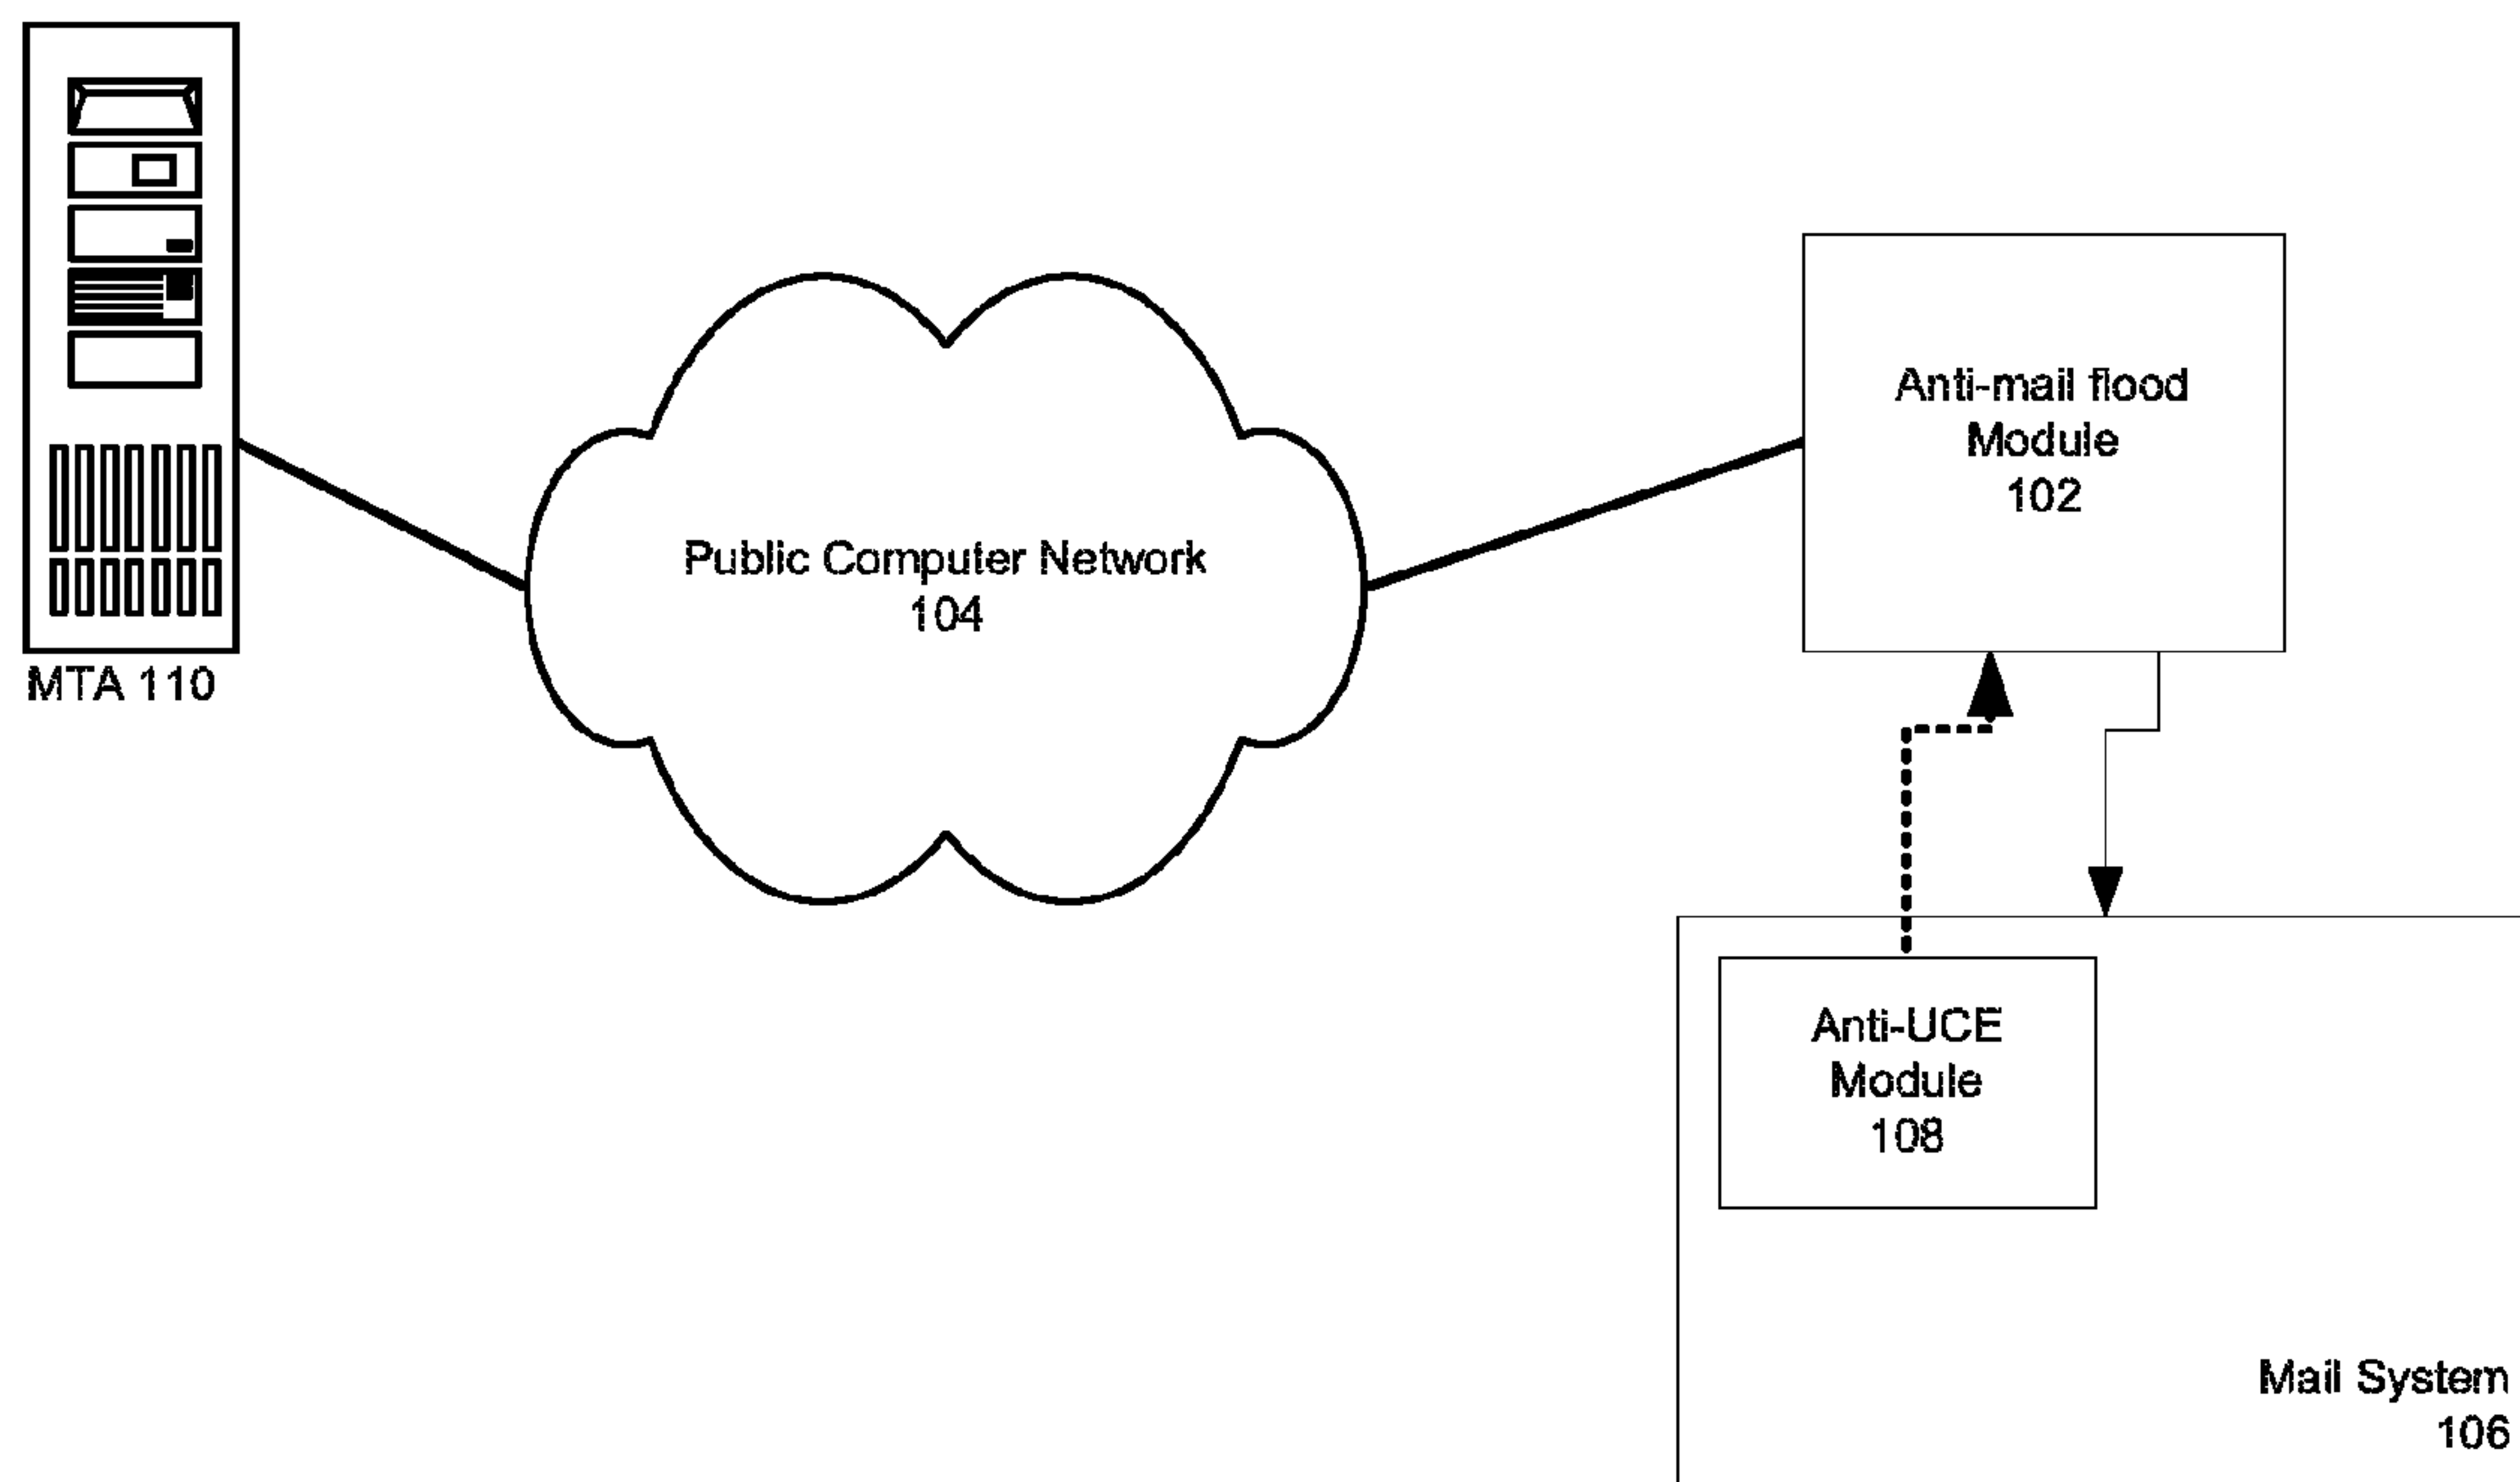 MTA 110
Public Computer Network
104
Anti-mail flood
Module
102
Anti-UCE
Module
108
Mail System
106